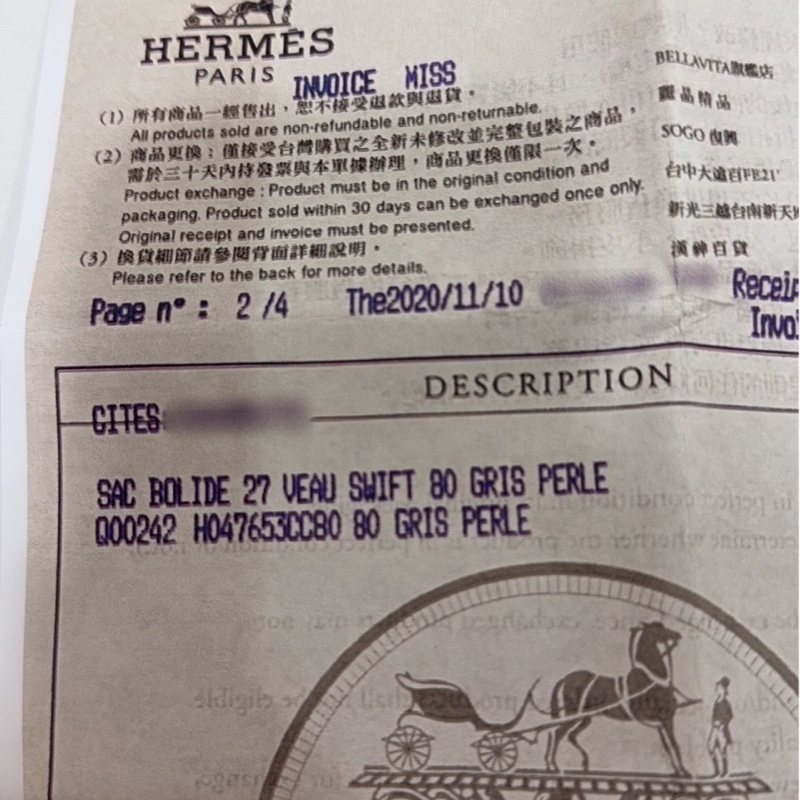 HERMÈS
PARIS
INVOICE MISS
(1) 所有商品一經售出，恕不接受退款與退貨。
All products sold are non-refundable and non-returnable.
(2) 商品更換：僅接受台灣購買之全新未修改並完整包裝之商品，
需於三十天內持發票與本單據辦理，商品更換僅限一次。
Product exchange : Product must be in the original condition and
packaging. Product sold within 30 days can be exchanged once only.
Original receipt and invoice must be presented.
(3) 換貨細節請參閱背面詳細說明。
Please refer to the back for more details.
BELLAVITA旗艦店
麗晶精品
SOGO 復興
台中大遠百FE21'
新光三越台南新天地
漢神百貨
Page n° : 2 /4 The2020/11/10
Receip
Invo
DESCRIPTION
CITES
SAC BOLIDE 27 VEAU SWIFT 80 GRIS PERLE
Q00242 H047653CC80 80 GRIS PERLE